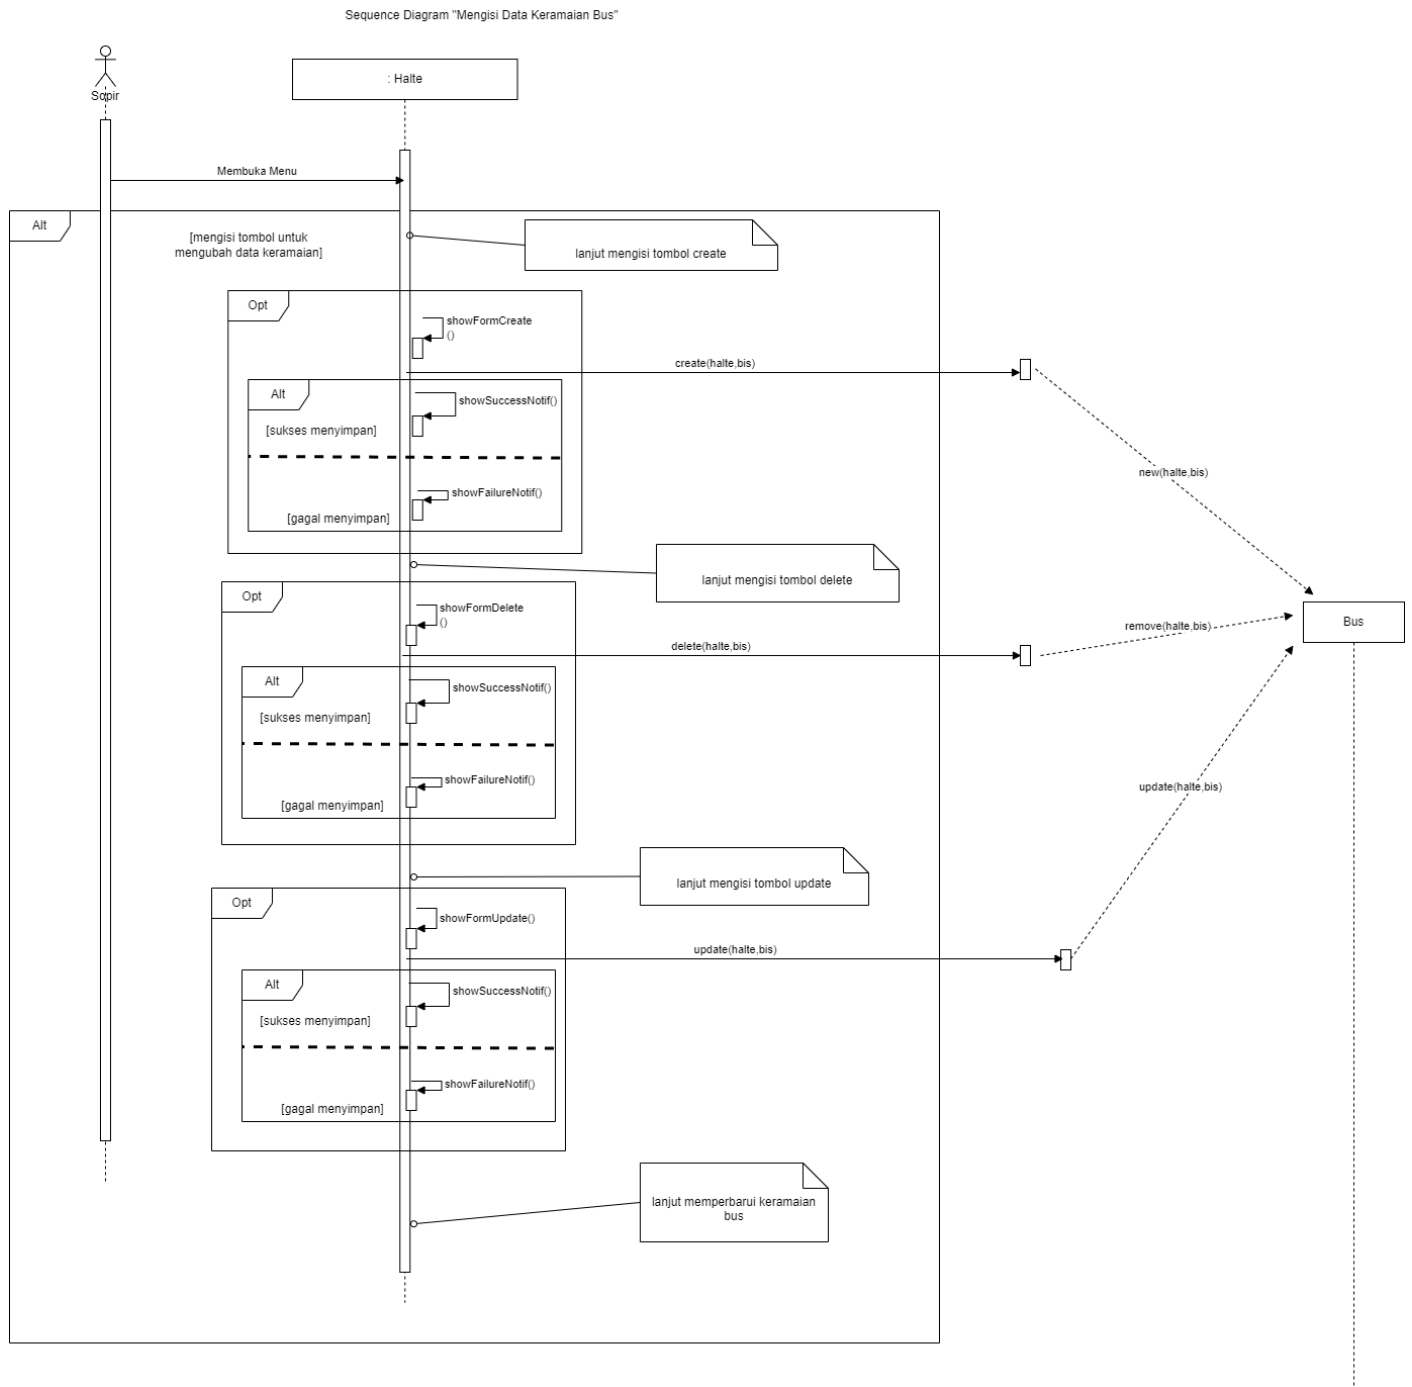 Sequence Diagram "Mengisi Data Keramaian Bus"
Sopir
: Halte
Membuka Menu
Alt
[mengisi tombol untuk
mengubah data keramaian]
lanjut mengisi tombol create
Opt
showFormCreate
()
create(halte,bis)
Alt
showSuccessNotif()
[sukses menyimpan]
new(halte,bis)
showFailureNotif()
[gagal menyimpan]
lanjut mengisi tombol delete
Opt
showFormDelete
()
Bus
remove(halte,bis)
delete(halte,bis)
Alt
showSuccessNotif()
[sukses menyimpan]
showFailureNotif()
update(halte,bis)
[gagal menyimpan]
lanjut mengisi tombol update
Opt
showFormUpdate()
update(halte,bis)
Alt
showSuccessNotif()
[sukses menyimpan]
showFailureNotif()
[gagal menyimpan]
lanjut memperbarui keramaian
bus